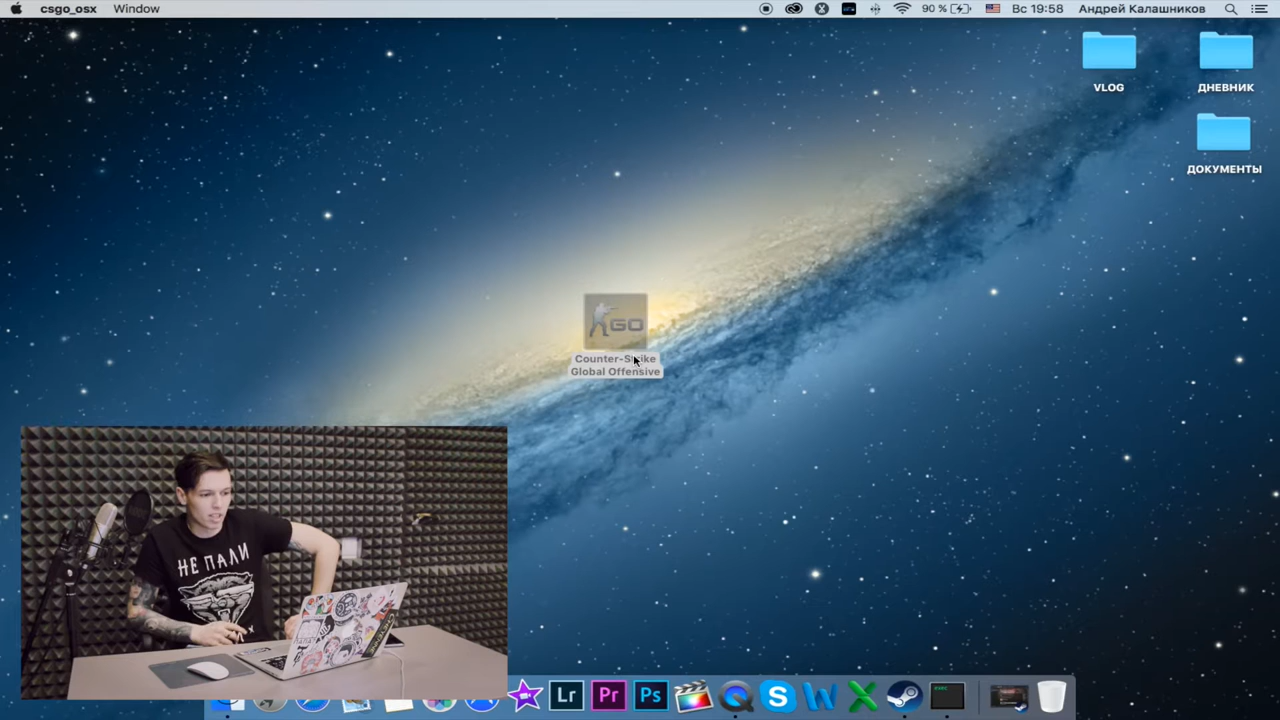 csgo_osx Window
90 % Вс 19:58 Андрей Калашников
VLOG
ДНЕВНИК
ДОКУМЕНТЫ
GO
Counter-Strike
Global Offensive
НЕ ПАЛИ
Lr Pr Ps S W X
exec